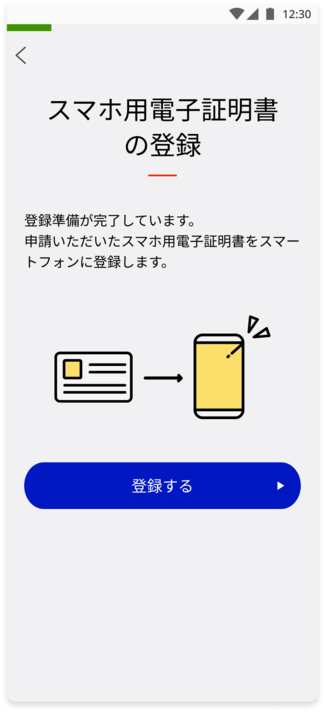 12:30
スマホ用電子証明書
の登録
登録準備が完了しています。
申請いただいたスマホ用電子証明書をスマー
トフォンに登録します。
登録する